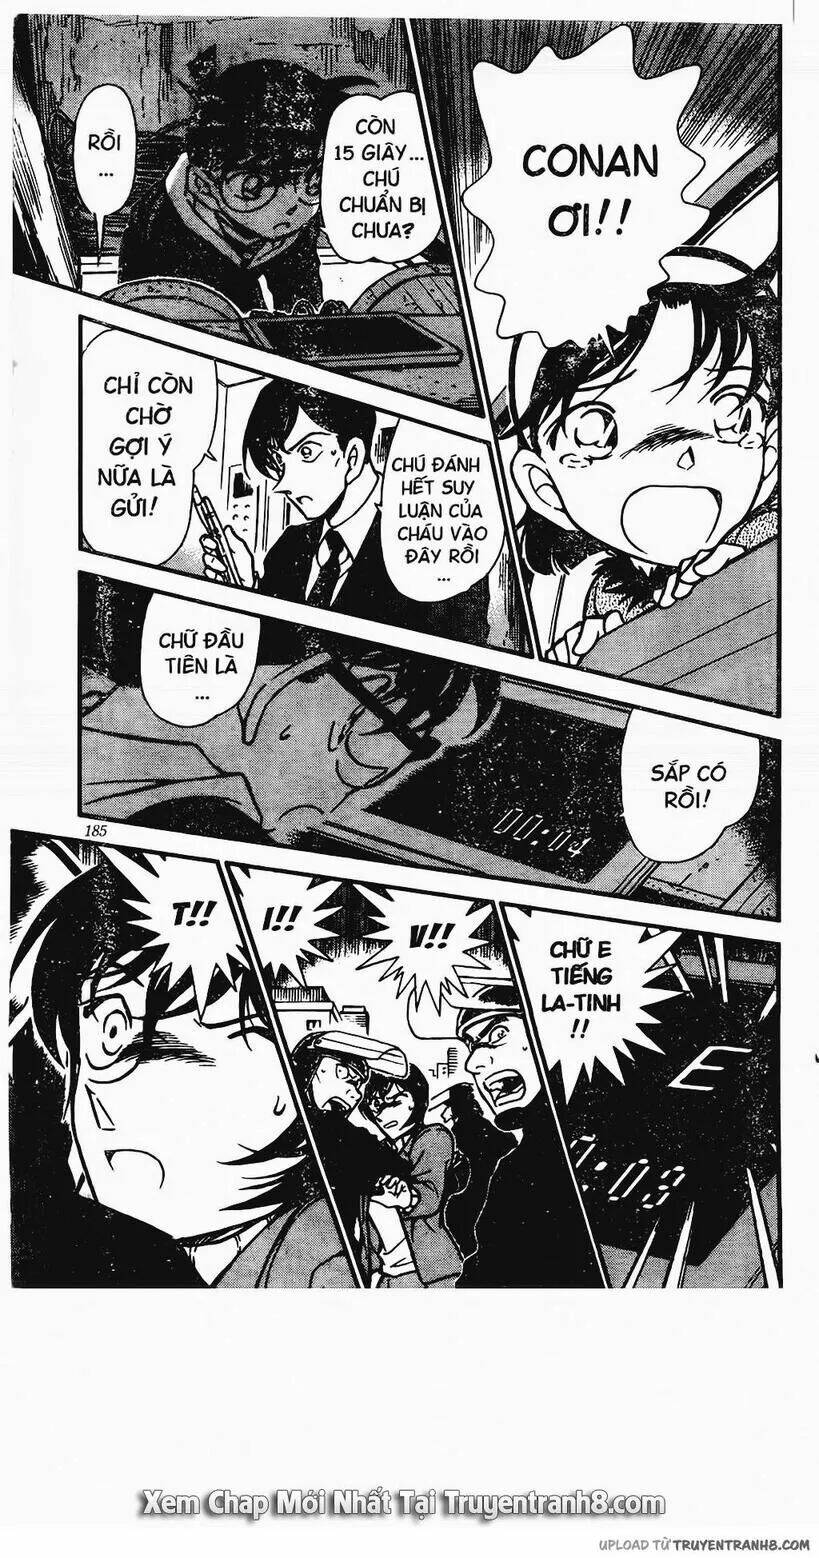 CONAN
ƠI!!
CÒN
15 GIÂY...
CHÚ
CHUẨN BỊ
CHƯA?
RỒI
...
CHÚ ĐÁNH
HẾT SUY
LUẬN CỦA
CHÁU VÀO
ĐÂY RỒI
...
CHỈ CÒN
CHỜ
GỢI Ý
NỮA LÀ
GỬI!
SẮP CÓ
RỒI!
CHỮ ĐẦU
TIÊN LÀ
...
00:04
185
CHỮ E
TIẾNG
LA-TINH
!!
E
V!!
I!!
T!!
Xem Chap Mới Nhất Tại Truyentranh8.com
UPLOAD TỪ TRUYENTRANH8.COM